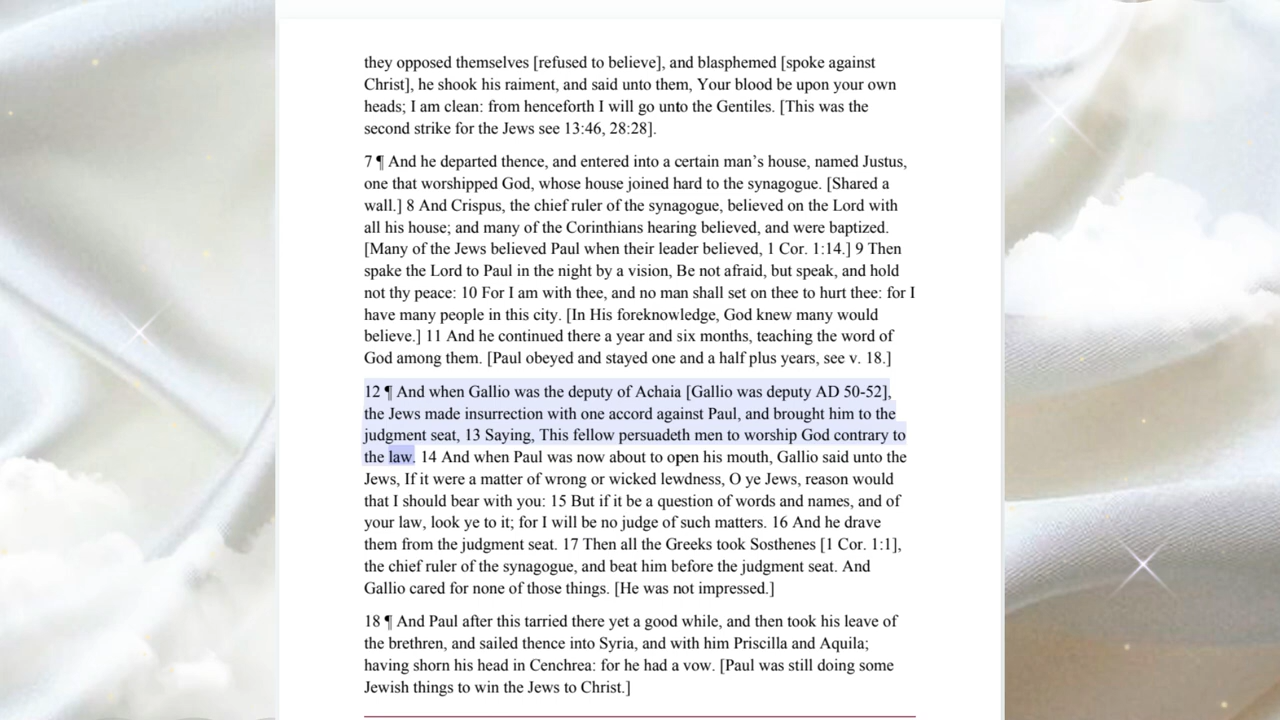 they opposed themselves [refused to believe], and blasphemed [spoke against
Christ], he shook his raiment, and said unto them, Your blood be upon your own
heads; I am clean: from henceforth I will go unto the Gentiles. [This was the
second strike for the Jews see 13:46, 28:28].
7 ¶ And he departed thence, and entered into a certain man’s house, named Justus,
one that worshipped God, whose house joined hard to the synagogue. [Shared a
wall.] 8 And Crispus, the chief ruler of the synagogue, believed on the Lord with
all his house; and many of the Corinthians hearing believed, and were baptized.
[Many of the Jews believed Paul when their leader believed, 1 Cor. 1:14.] 9 Then
spake the Lord to Paul in the night by a vision, Be not afraid, but speak, and hold
not thy peace: 10 For I am with thee, and no man shall set on thee to hurt thee: for I
have many people in this city. [In His foreknowledge, God knew many would
believe.] 11 And he continued there a year and six months, teaching the word of
God among them. [Paul obeyed and stayed one and a half plus years, see v. 18.]
12 ¶ And when Gallio was the deputy of Achaia [Gallio was deputy AD 50-52],
the Jews made insurrection with one accord against Paul, and brought him to the
judgment seat, 13 Saying, This fellow persuadeth men to worship God contrary to
the law. 14 And when Paul was now about to open his mouth, Gallio said unto the
Jews, If it were a matter of wrong or wicked lewdness, O ye Jews, reason would
that I should bear with you: 15 But if it be a question of words and names, and of
your law, look ye to it; for I will be no judge of such matters. 16 And he drave
them from the judgment seat. 17 Then all the Greeks took Sosthenes [1 Cor. 1:1],
the chief ruler of the synagogue, and beat him before the judgment seat. And
Gallio cared for none of those things. [He was not impressed.]
18 ¶ And Paul after this tarried there yet a good while, and then took his leave of
the brethren, and sailed thence into Syria, and with him Priscilla and Aquila;
having shorn his head in Cenchrea: for he had a vow. [Paul was still doing some
Jewish things to win the Jews to Christ.]